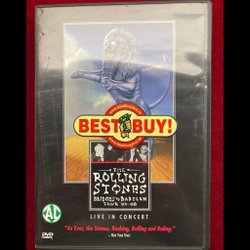 BEST BUY!
THE
ROLLING
STONES
BRIDGES TO BABYLON
TOUR '97-98
AL
LIVE IN CONCERT
"As Ever, the Stones, Rocking, Rolling and Riveting."
— New York Times
DVD